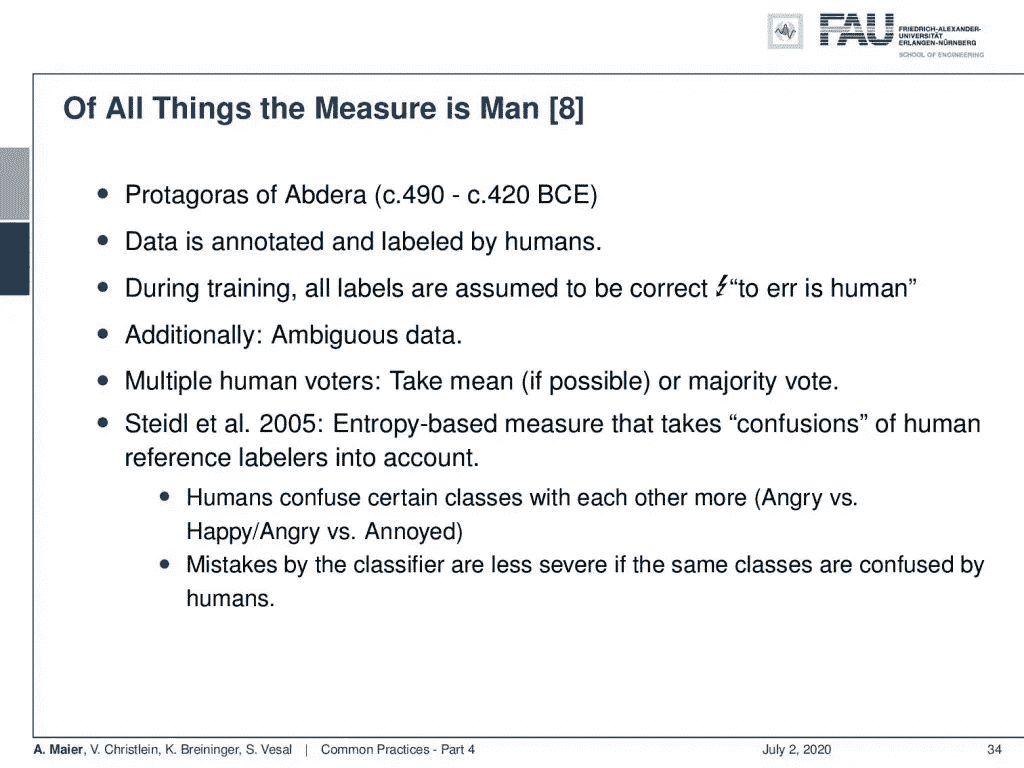 FAU
FRIEDRICH-ALEXANDER-
UNIVERSITÄT
ERLANGEN-NÜRNBERG
SCHOOL OF ENGINEERING
Of All Things the Measure is Man [8]
• Protagoras of Abdera (c.490 - c.420 BCE)
• Data is annotated and labeled by humans.
• During training, all labels are assumed to be correct “to err is human”
• Additionally: Ambiguous data.
• Multiple human voters: Take mean (if possible) or majority vote.
• Steidl et al. 2005: Entropy-based measure that takes “confusions” of human
reference labelers into account.
• Humans confuse certain classes with each other more (Angry vs.
Happy/Angry vs. Annoyed)
• Mistakes by the classifier are less severe if the same classes are confused by
humans.
A. Maier, V. Christlein, K. Breininger, S. Vesal | Common Practices - Part 4 July 2, 2020 34